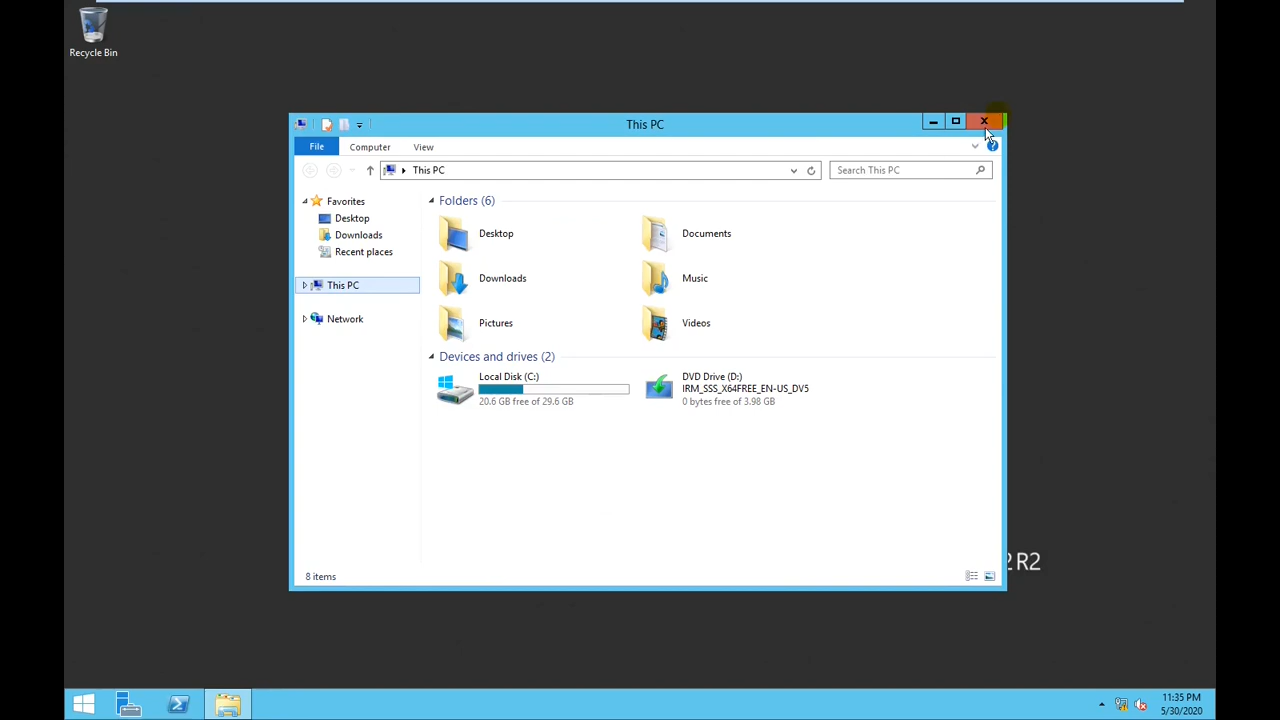 Recycle Bin
This PC
File Computer View
This PC
Search This PC
Favorites
Desktop
Downloads
Recent places
This PC
Network
Folders (6)
Desktop
Documents
Downloads
Music
Pictures
Videos
Devices and drives (2)
Local Disk (C:)
20.6 GB free of 29.6 GB
DVD Drive (D:)
IRM_SSS_X64FREE_EN-US_DV5
0 bytes free of 3.98 GB
8 items
2 R2
11:35 PM
5/30/2020